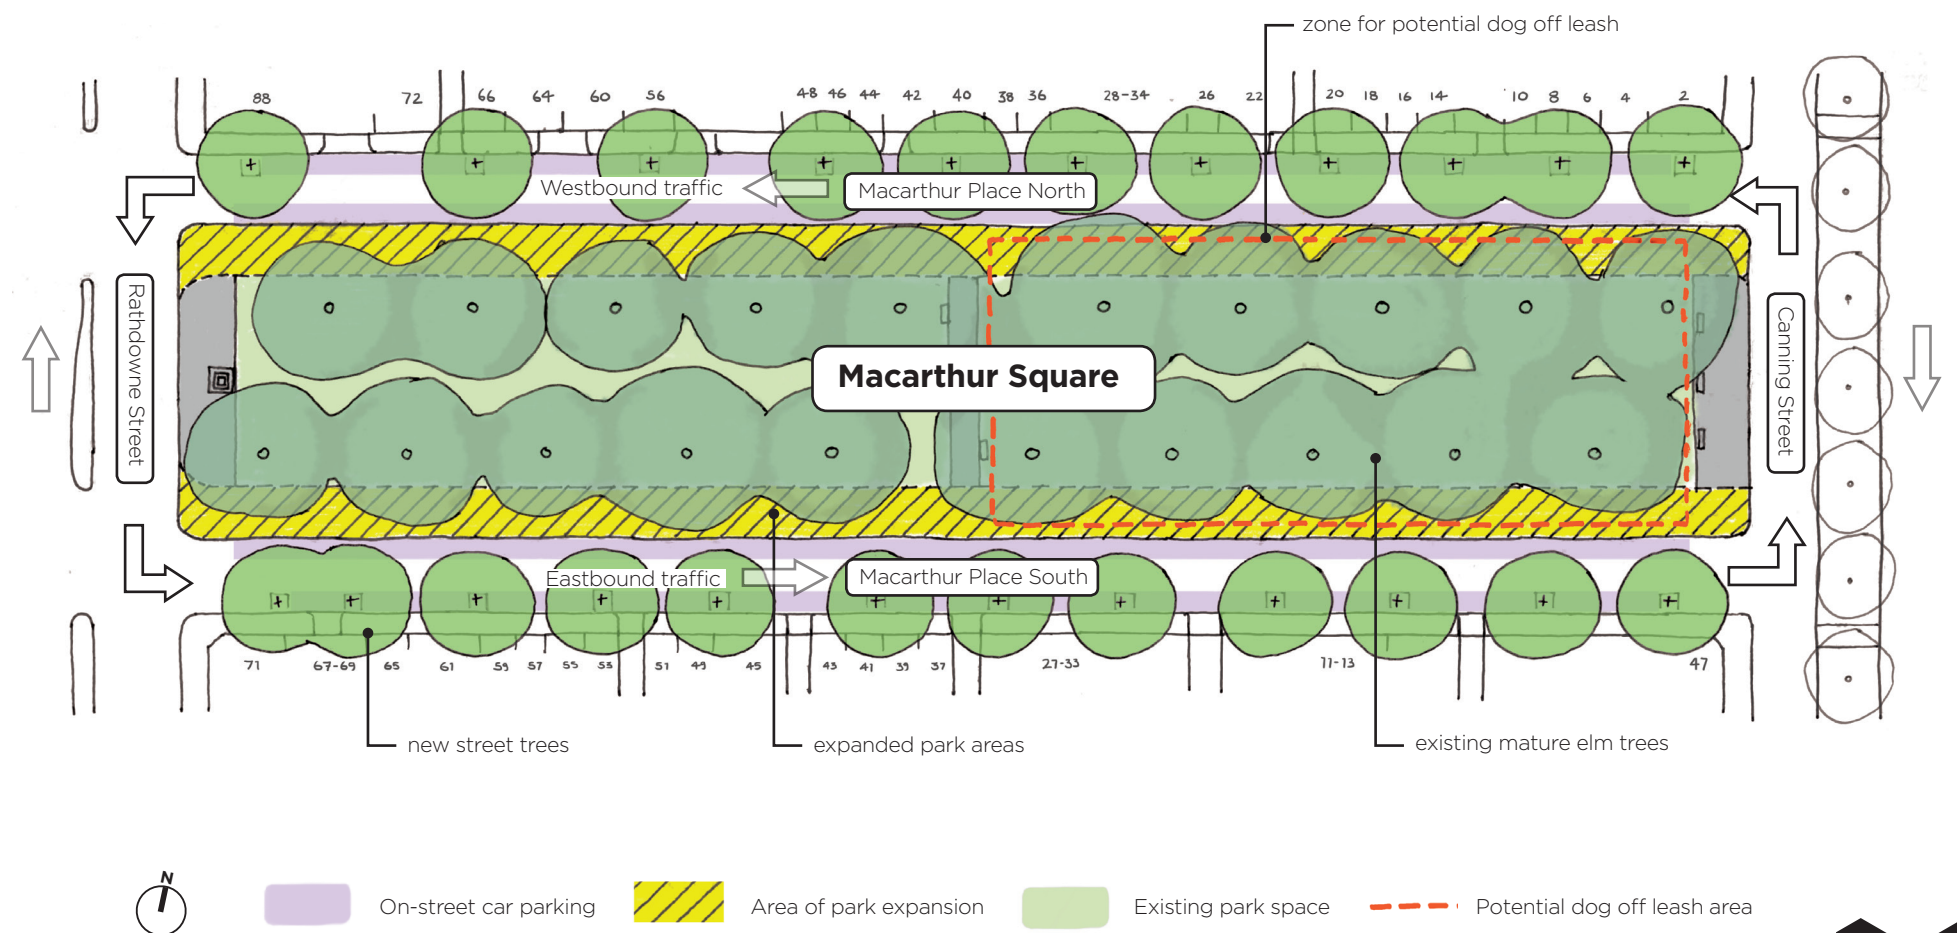 zone for potential dog off leash
88 72 66 64 60 56 48 46 44 42 40 38 36 28-34 26 22 20 18 16 14 10 8 6 4 2
Westbound traffic
Macarthur Place North
Rathdowne Street
Macarthur Square
Canning Street
Eastbound traffic
Macarthur Place South
71 67-69 65 61 59 57 55 53 51 49 45 43 41 39 37 27-33 11-13 47
new street trees
expanded park areas
existing mature elm trees
N
On-street car parking
Area of park expansion
Existing park space
Potential dog off leash area